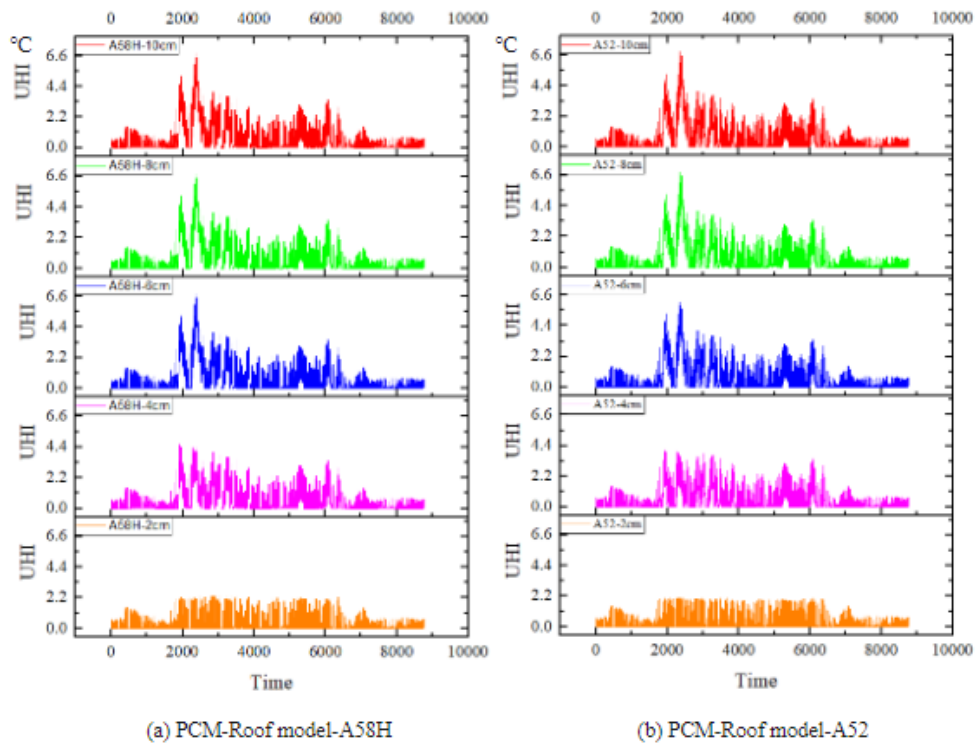 0 2000 4000 6000 8000 10000
0 2000 4000 6000 8000 10000
°C
°C
A58H-10cm
A52-10cm
UHI
6.6
4.4
2.2
0.0
UHI
6.6
4.4
2.2
0.0
A58H-8cm
A52-8cm
UHI
6.6
4.4
2.2
0.0
UHI
6.6
4.4
2.2
0.0
A58H-6cm
A52-6cm
UHI
6.6
4.4
2.2
0.0
UHI
6.6
4.4
2.2
0.0
A58H-4cm
A52-4cm
UHI
6.6
4.4
2.2
0.0
UHI
6.6
4.4
2.2
0.0
A58H-2cm
A52-2cm
UHI
6.6
4.4
2.2
0.0
UHI
6.6
4.4
2.2
0.0
0 2000 4000 6000 8000 10000
0 2000 4000 6000 8000 10000
Time
Time
(a) PCM-Roof model-A58H
(b) PCM-Roof model-A52